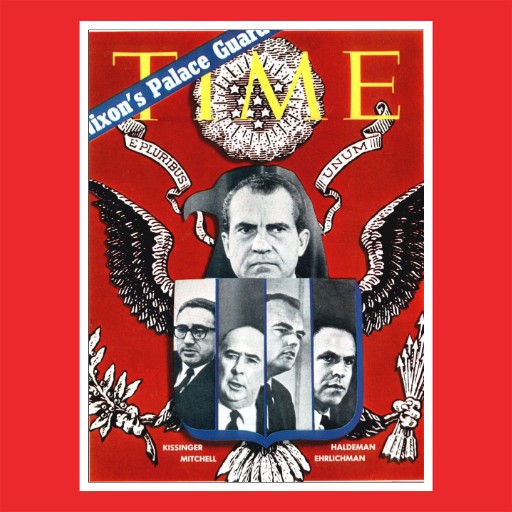 Nixon's Palace Guard
TIME
E PLURIBUS UNUM
KISSINGER HALDEMAN
MITCHELL EHRLICHMAN